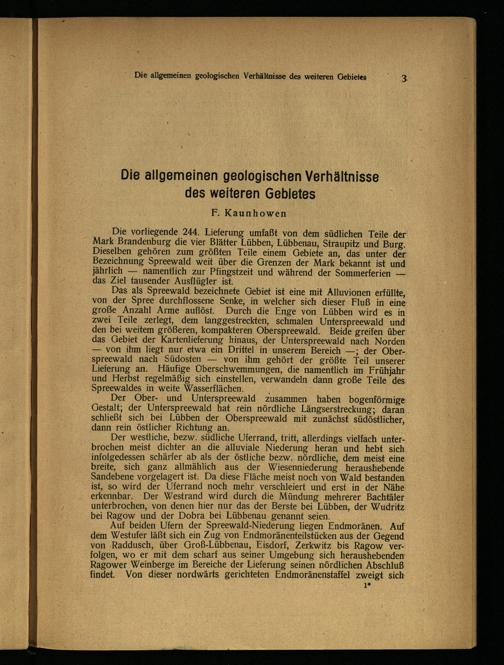 Die allgemeinen geologischen Verhältnisse des weiteren Gebietes 3
Die allgemeinen geologischen Verhältnisse
des weiteren Gebietes
F. Kaunhowen
Die vorliegende 244. Lieferung umfaßt von dem südlichen Teile der
Mark Brandenburg die vier Blätter Lübben, Lübbenau, Straupitz und Burg.
Dieselben gehören zum größten Teile einem Gebiete an, das unter der
Bezeichnung Spreewald weit über die Grenzen der Mark bekannt ist und
jährlich — namentlich zur Pfingstzeit und während der Sommerferien —
das Ziel tausender Ausflügler ist.
Das als Spreewald bezeichnete Gebiet ist eine mit Alluvionen erfüllte,
von der Spree durchflossene Senke, in welcher sich dieser Fluß in eine
große Anzahl Arme auflöst. Durch die Enge von Lübben wird es in
zwei Teile zerlegt, dem langgestreckten, schmalen Unterspreewald und
den bei weitem größeren, kompakteren Oberspreewald. Beide greifen über
das Gebiet der Kartenlieferung hinaus, der Unterspreewald nach Norden
— von ihm liegt nur etwa ein Drittel in unserem Bereich —; der Ober-
spreewald nach Südosten — von ihm gehört der größte Teil unserer
Lieferung an. Häufige Überschwemmungen, die namentlich im Frühjahr
und Herbst regelmäßig sich einstellen, verwandeln dann große Teile des
Spreewaldes in weite Wasserflächen.
Der Ober- und Unterspreewald zusammen haben bogenförmige
Gestalt; der Unterspreewald hat rein nördliche Längserstreckung; daran
schließt sich bei Lübben der Oberspreewald mit zunächst südöstlicher,
dann rein östlicher Richtung an.
Der westliche, bezw. südliche Uferrand, tritt, allerdings vielfach unter-
brochen meist dichter an die alluviale Niederung heran und hebt sich
infolgedessen schärfer ab als der östliche bezw. nördliche, dem meist eine
breite, sich ganz allmählich aus der Wiesenniederung heraushebende
Sandebene vorgelagert ist. Da diese Fläche meist noch von Wald bestanden
ist, so wird der Uferrand noch mehr verschleiert und erst in der Nähe
erkennbar. Der Westrand wird durch die Mündung mehrerer Bachtäler
unterbrochen, von denen hier nur das der Berste bei Lübben, der Wudritz
bei Ragow und der Dobra bei Lübbenau genannt seien.
Auf beiden Ufern der Spreewald-Niederung liegen Endmoränen. Auf
dem Westufer läßt sich ein Zug von Endmoränenteilstücken aus der Gegend
von Raddusch, über Groß-Lübbenau, Eisdorf, Zerkwitz bis Ragow ver-
folgen, wo er mit dem scharf aus seiner Umgebung sich heraushebenden
Ragower Weinberge im Bereiche der Lieferung seinen nördlichen Abschluß
findet. Von dieser nordwärts gerichteten Endmoränenstaffel zweigt sich
1*